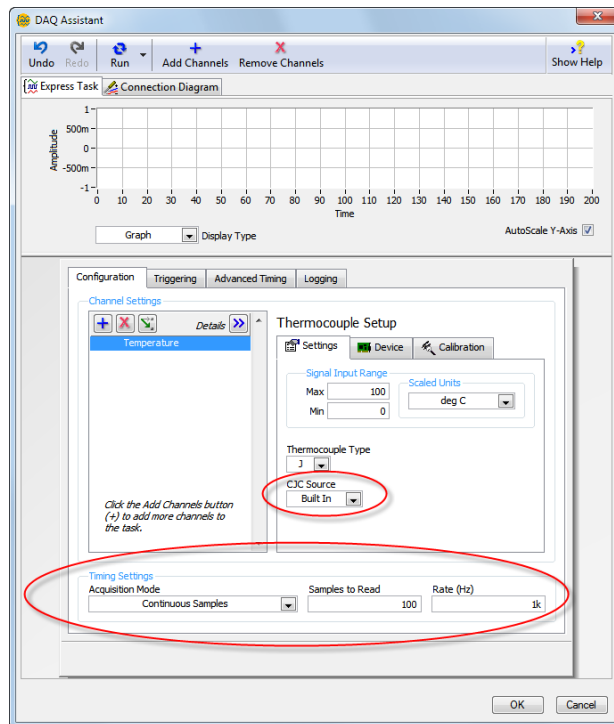 DAQ Assistant
Undo Redo Run Add Channels Remove Channels Show Help
Express Task Connection Diagram
Amplitude
1
500m
0
-500m
-1
0 10 20 30 40 50 60 70 80 90 100 110 120 130 140 150 160 170 180 190 200
Time
Graph Display Type AutoScale Y-Axis
Configuration Triggering Advanced Timing Logging
Channel Settings
Details
Temperature
Click the Add Channels button
(+) to add more channels to
the task.
Thermocouple Setup
Settings Device Calibration
Signal Input Range
Max 100
Min 0
Scaled Units
deg C
Thermocouple Type
J
CJC Source
Built In
Timing Settings
Acquisition Mode Samples to Read Rate (Hz)
Continuous Samples 100 1k
OK Cancel